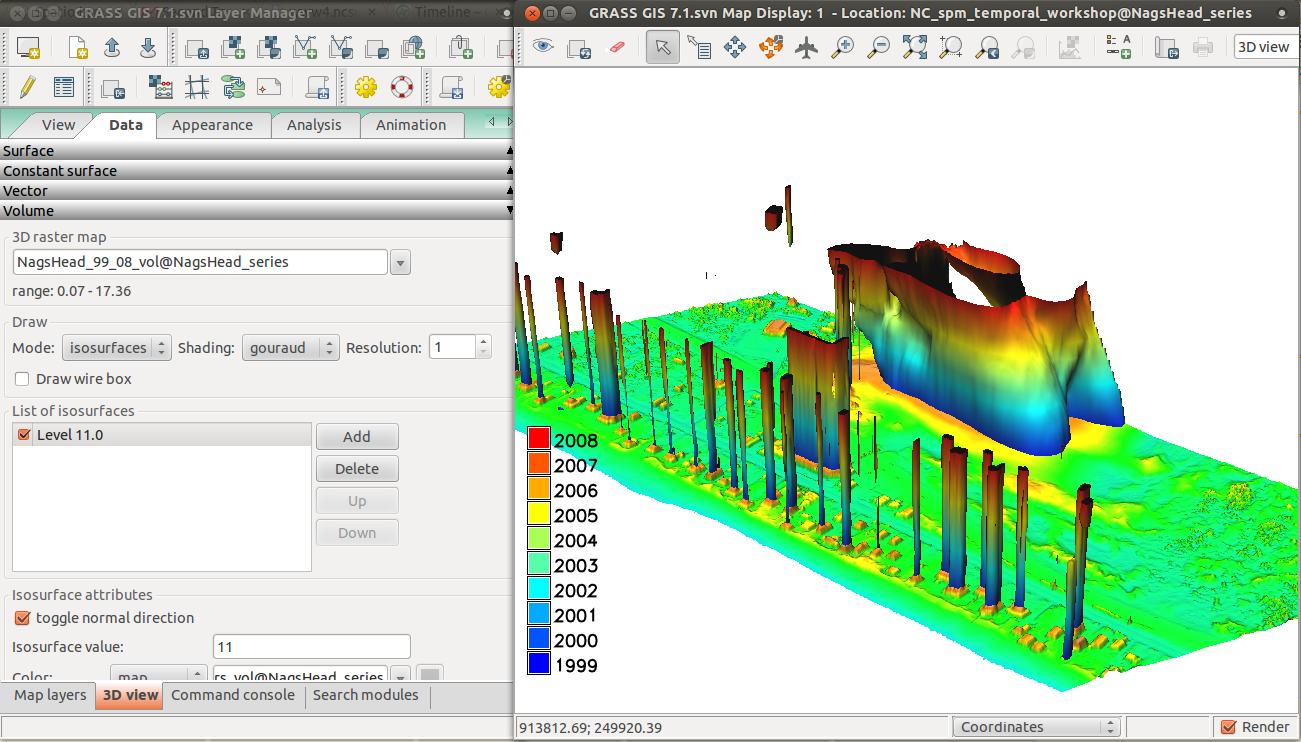 GRASS GIS 7.1.svn Layer Manager
Timeline -
GRASS GIS 7.1.svn Map Display: 1 - Location: NC_spm_temporal_workshop@NagsHead_series
A
3D view
View Data Appearance Analysis Animation
Surface
Constant surface
Vector
Volume
3D raster map
NagsHead_99_08_vol@NagsHead_series
range: 0.07 - 17.36
Draw
Mode: isosurfaces Shading: gouraud Resolution: 1
Draw wire box
List of isosurfaces
Level 11.0
Add
Delete
Up
Down
Isosurface attributes
toggle normal direction
Isosurface value: 11
Color: map rs_vol@NagsHead_series
Map layers 3D view Command console Search modules
2008
2007
2006
2005
2004
2003
2002
2001
2000
1999
913812.69; 249920.39
Coordinates
Render